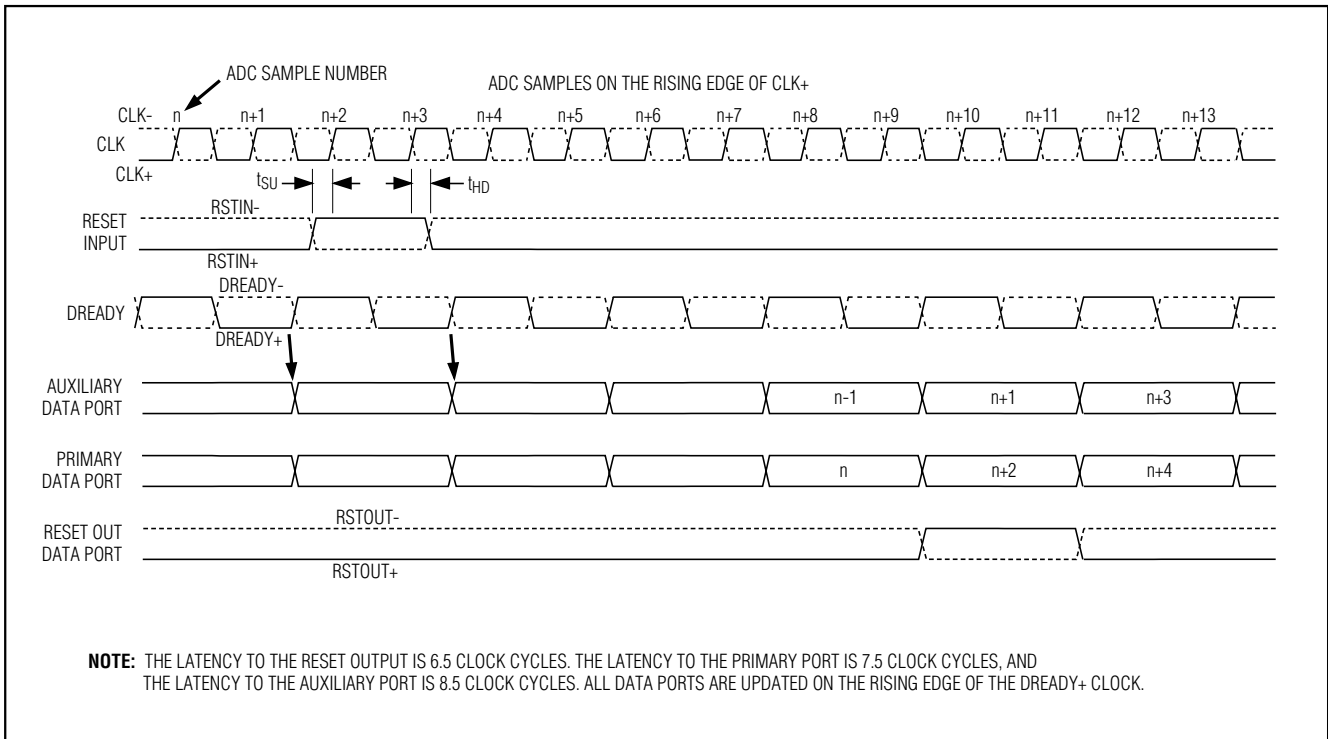 ADC SAMPLE NUMBER
ADC SAMPLES ON THE RISING EDGE OF CLK+
CLK- n n+1 n+2 n+3 n+4 n+5 n+6 n+7 n+8 n+9 n+10 n+11 n+12 n+13
CLK
CLK+
tSU tHD
RSTIN-
RESET
INPUT
RSTIN+
DREADY-
DREADY
DREADY+
AUXILIARY
DATA PORT
n-1 n+1 n+3
PRIMARY
DATA PORT
n n+2 n+4
RSTOUT-
RESET OUT
DATA PORT
RSTOUT+
NOTE: THE LATENCY TO THE RESET OUTPUT IS 6.5 CLOCK CYCLES. THE LATENCY TO THE PRIMARY PORT IS 7.5 CLOCK CYCLES, AND
THE LATENCY TO THE AUXILIARY PORT IS 8.5 CLOCK CYCLES. ALL DATA PORTS ARE UPDATED ON THE RISING EDGE OF THE DREADY+ CLOCK.